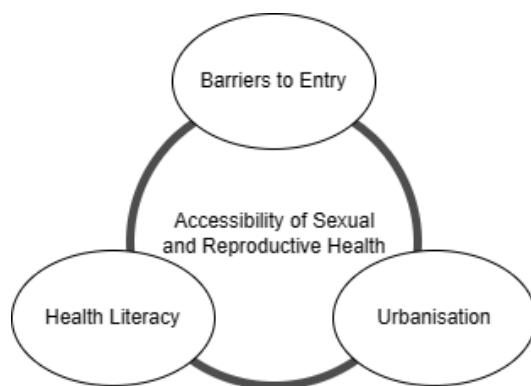 Barriers to Entry
Accessibility of Sexual
and Reproductive Health
Health Literacy
Urbanisation